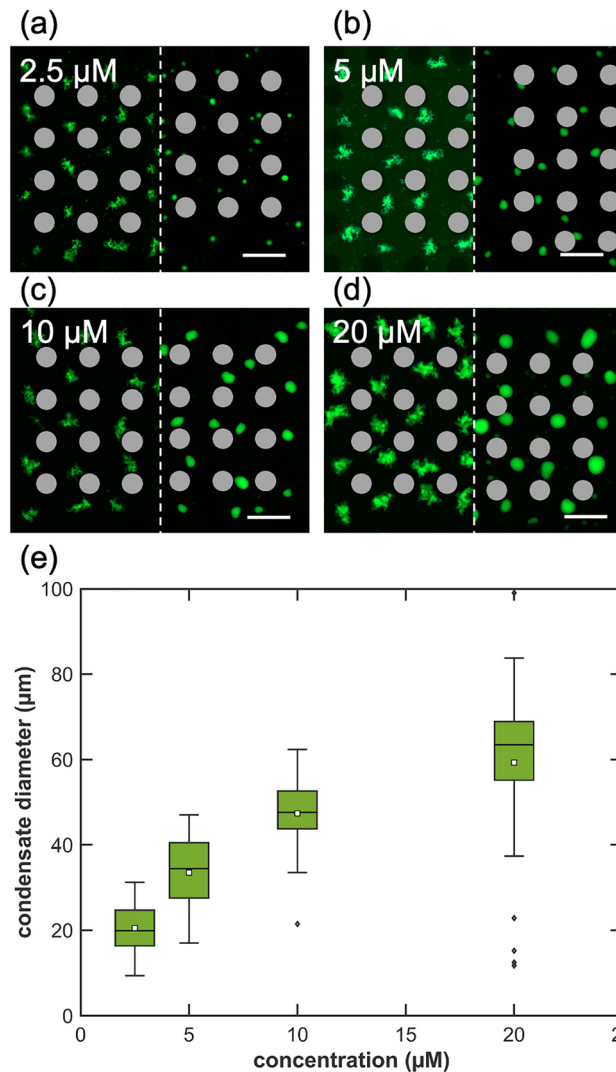 (a)
(b)
2.5 μM
5 μM
(c)
(d)
10 μM
20 μM
(e)
100
80
60
40
20
0
condensate diameter (μm)
0
5
10
15
20
2
concentration (μM)